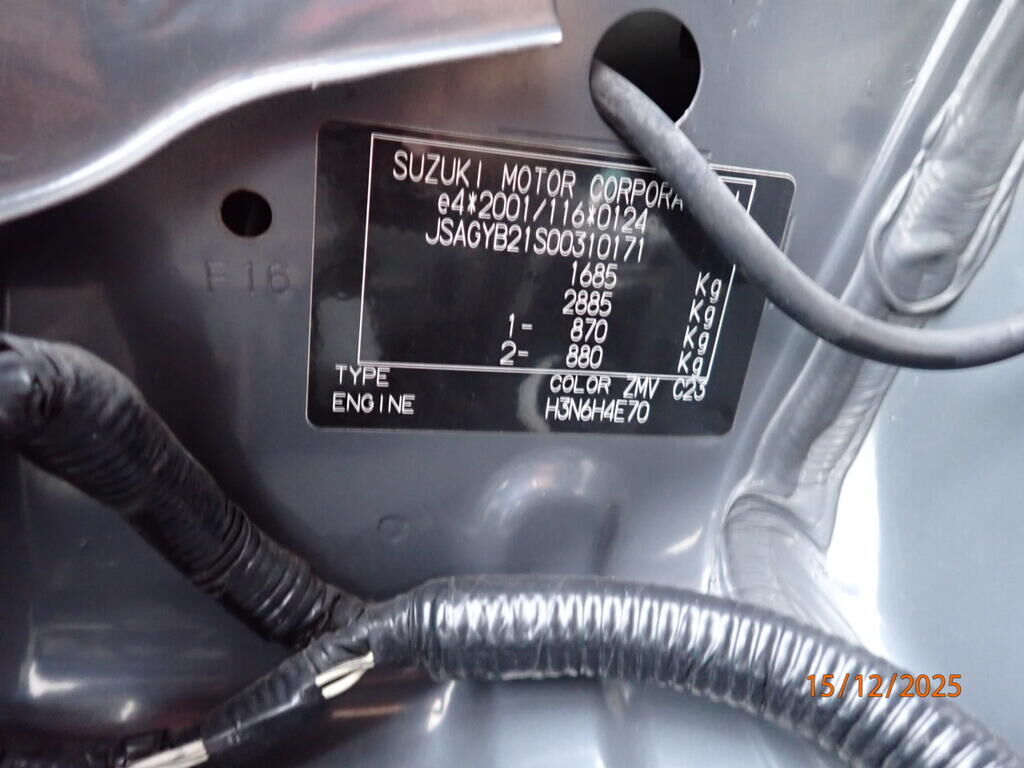 SUZUKI MOTOR CORPORA
e4*2001/116*0124
JSAGYB21S00310171
1685 Kg
2885 Kg
1- 870 Kg
2- 880 Kg
TYPE COLOR ZMV C23
ENGINE H3N6H4E70
F16
15/12/2025